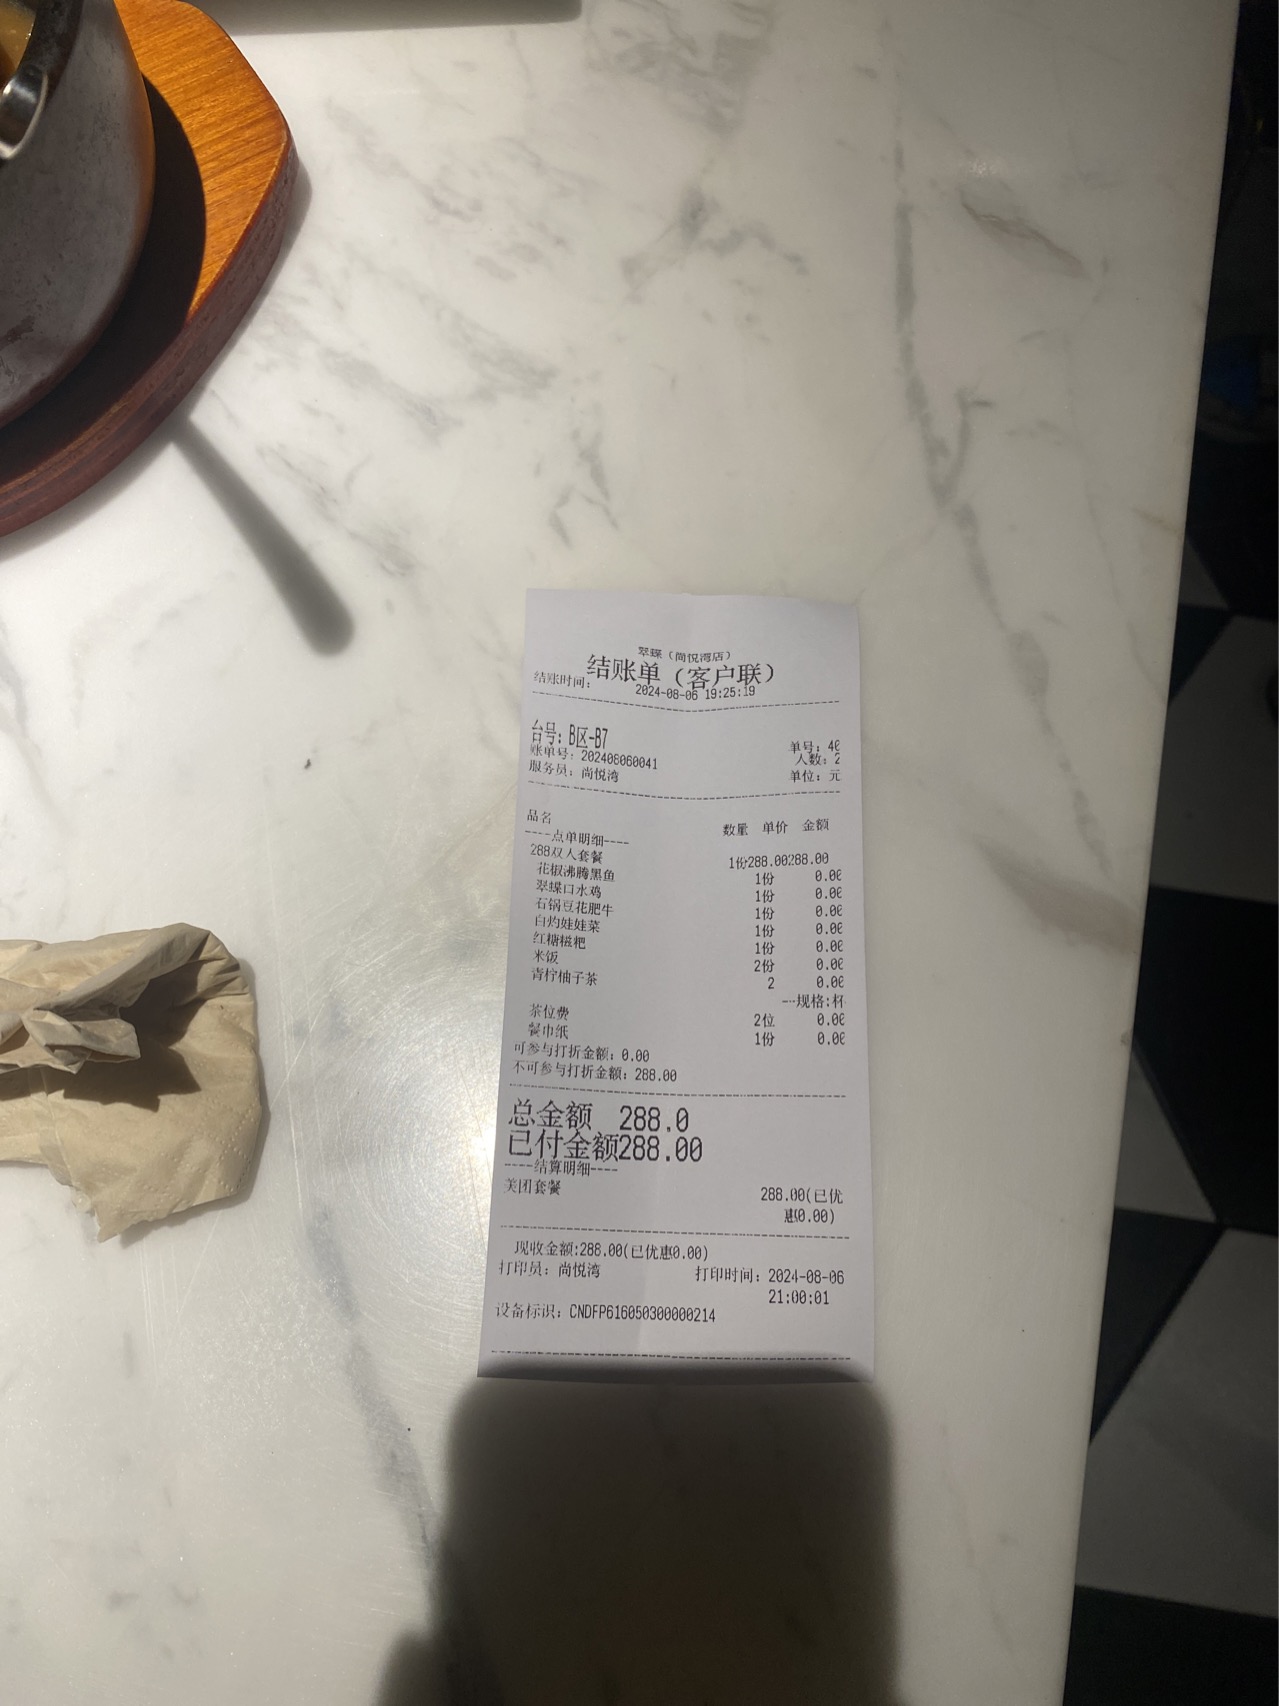 翠蝶（尚悦湾店）
结账单（客户联）
结账时间： 2024-08-06 19:25:19
台号：B区-B7 单号：40
账单号：202408060041 人数：2
服务员：尚悦湾 单位：元
品名 数量 单价 金额
----点单明细----
288双人套餐 1份288.00288.00
花椒沸腾黑鱼 1份 0.00
翠蝶口水鸡 1份 0.00
石锅豆花肥牛 1份 0.00
白灼娃娃菜 1份 0.00
红糖糍粑 1份 0.00
米饭 2份 0.00
青柠柚子茶 2 0.00
---规格:杯
茶位费 2位 0.00
餐巾纸 1份 0.00
可参与打折金额：0.00
不可参与打折金额：288.00
总金额 288.0
已付金额288.00
----结算明细----
美团套餐 288.00(已优
惠0.00)
现收金额:288.00(已优惠0.00)
打印员：尚悦湾 打印时间：2024-08-06
21:00:01
设备标识：CNDFP616050300000214